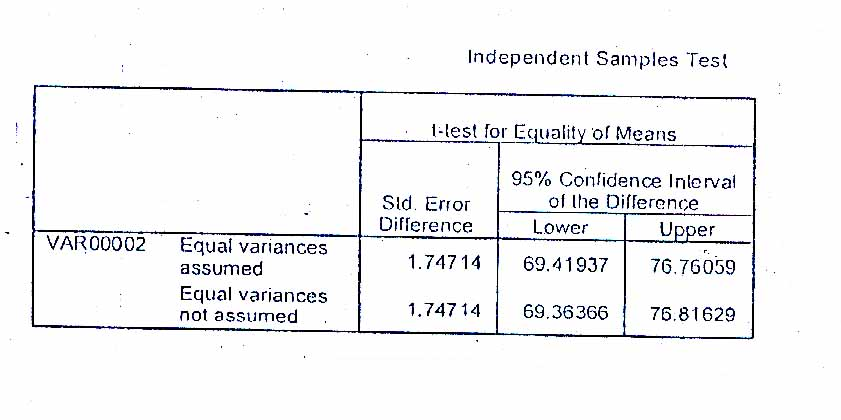 Independent Samples Test
t-test for Equality of Means
95% Confidence Interval
of the Difference
Std. Error
Difference
Lower Upper
VAR00002 Equal variances
assumed 1.74714 69.41937 76.76059
Equal variances
not assumed 1.74714 69.36366 76.81629